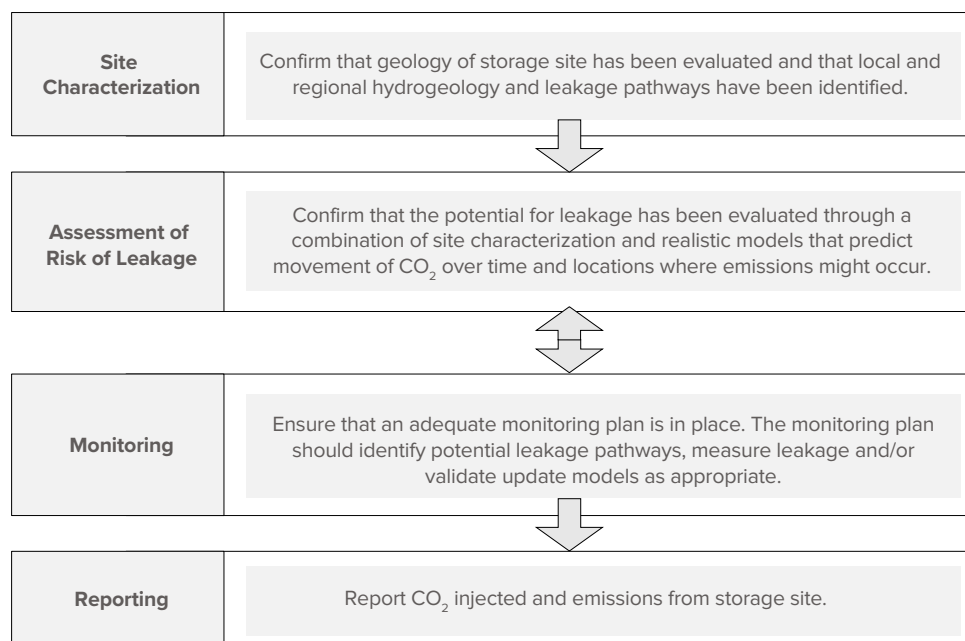 Site
Characterization
Confirm that geology of storage site has been evaluated and that local and
regional hydrogeology and leakage pathways have been identified.
Assessment of
Risk of Leakage
Confirm that the potential for leakage has been evaluated through a
combination of site characterization and realistic models that predict
movement of CO₂ over time and locations where emissions might occur.
Monitoring
Ensure that an adequate monitoring plan is in place. The monitoring plan
should identify potential leakage pathways, measure leakage and/or
validate update models as appropriate.
Reporting
Report CO₂ injected and emissions from storage site.